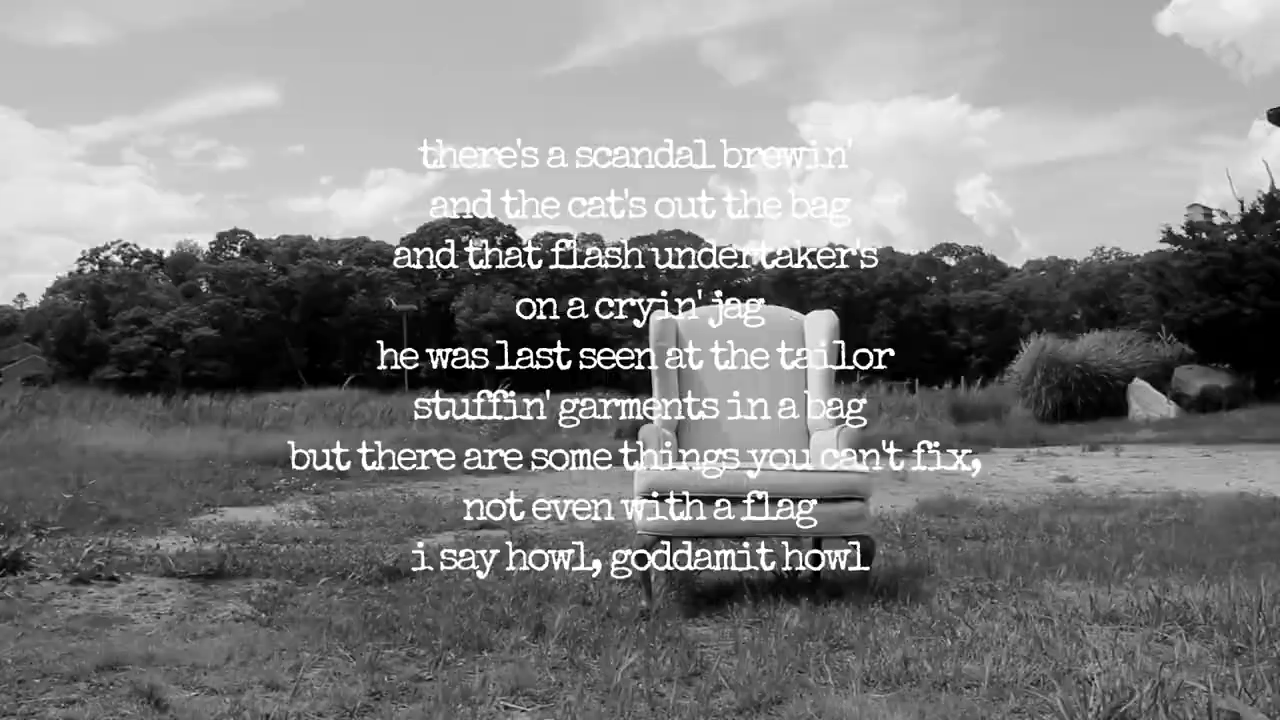 there's a scandal brewin'
and the cat's out the bag
and that flash undertaker's
on a cryin' jag
he was last seen at the tailor
stuffin' garments in a bag
but there are some things you can't fix,
not even with a flag
i say howl, goddamit howl